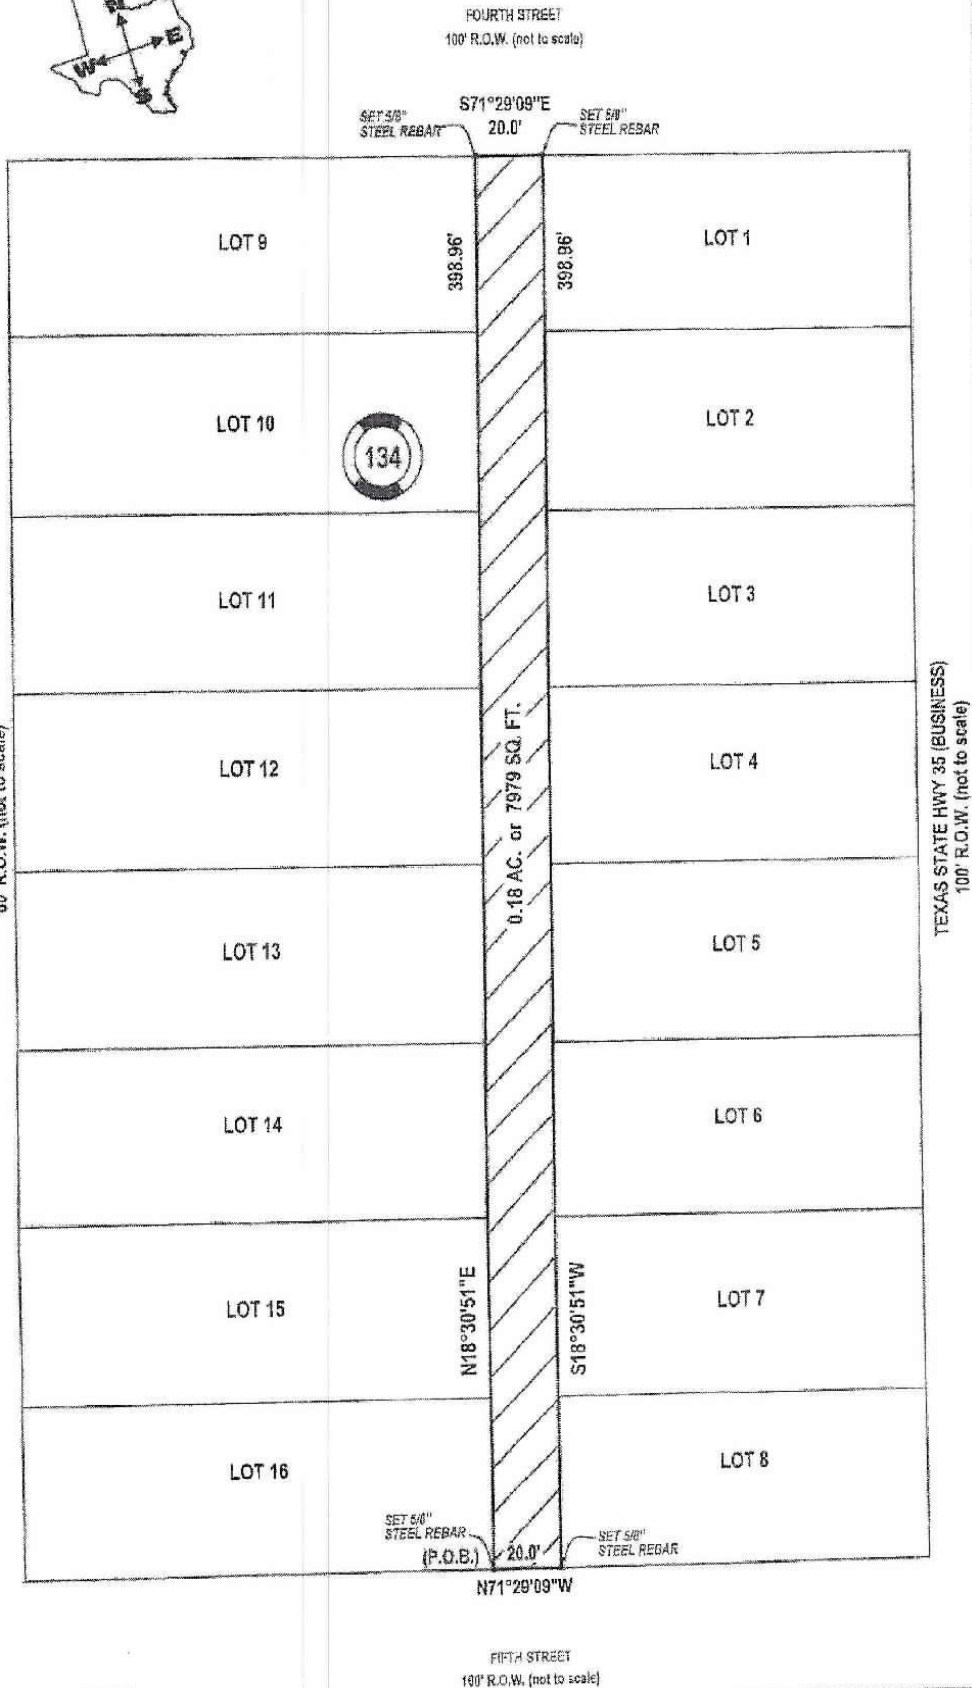 N
E
W
S
FOURTH STREET
100' R.O.W. (not to scale)
S71°29'09"E
20.0'
SET 5/8"
STEEL REBAR
SET 5/8"
STEEL REBAR
LOT 9
398.96'
398.96'
LOT 1
LOT 10
134
LOT 2
LOT 11
LOT 3
LOT 12
0.18 AC. or 7979 SQ. FT.
LOT 4
R.O.W. (not to scale)
TEXAS STATE HWY 35 (BUSINESS)
100' R.O.W. (not to scale)
LOT 13
LOT 5
LOT 14
LOT 6
LOT 15
N18°30'51"E
S18°30'51"W
LOT 7
LOT 16
LOT 8
SET 5/8"
STEEL REBAR
(P.O.B.)
20.0'
SET 5/8"
STEEL REBAR
N71°29'09"W
FIFTH STREET
100' R.O.W. (not to scale)